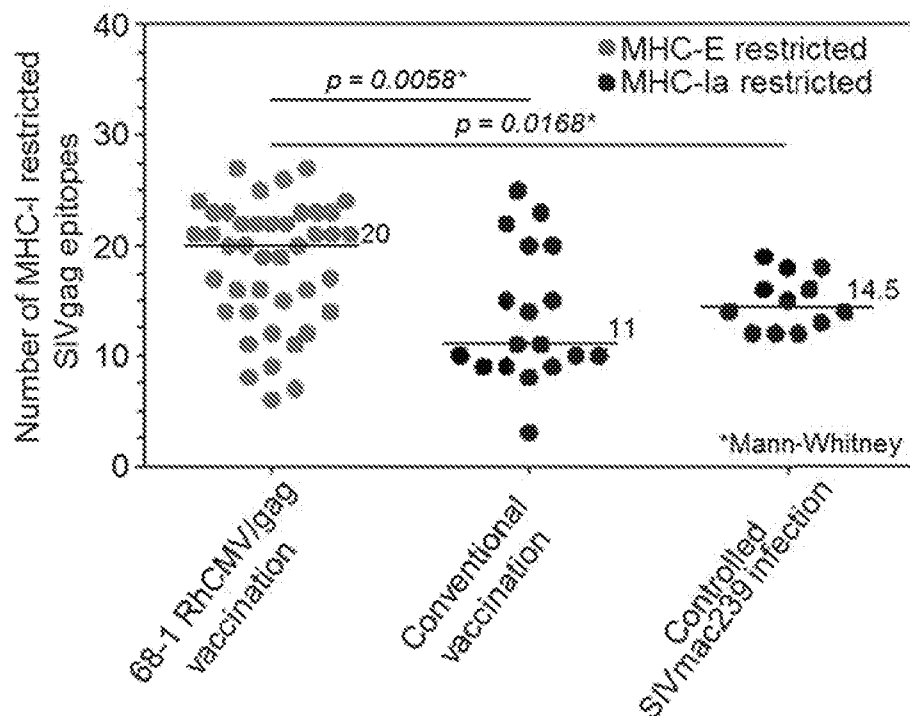 40
30
20
10
0
Number of MHC-I restricted
SIVgag epitopes
MHC-E restricted
MHC-Ia restricted
p = 0.0058*
p = 0.0168*
20
11
14.5
*Mann-Whitney
68-1 RhCMV/gag
vaccination
Conventional
vaccination
Controlled
SIVmac239 infection